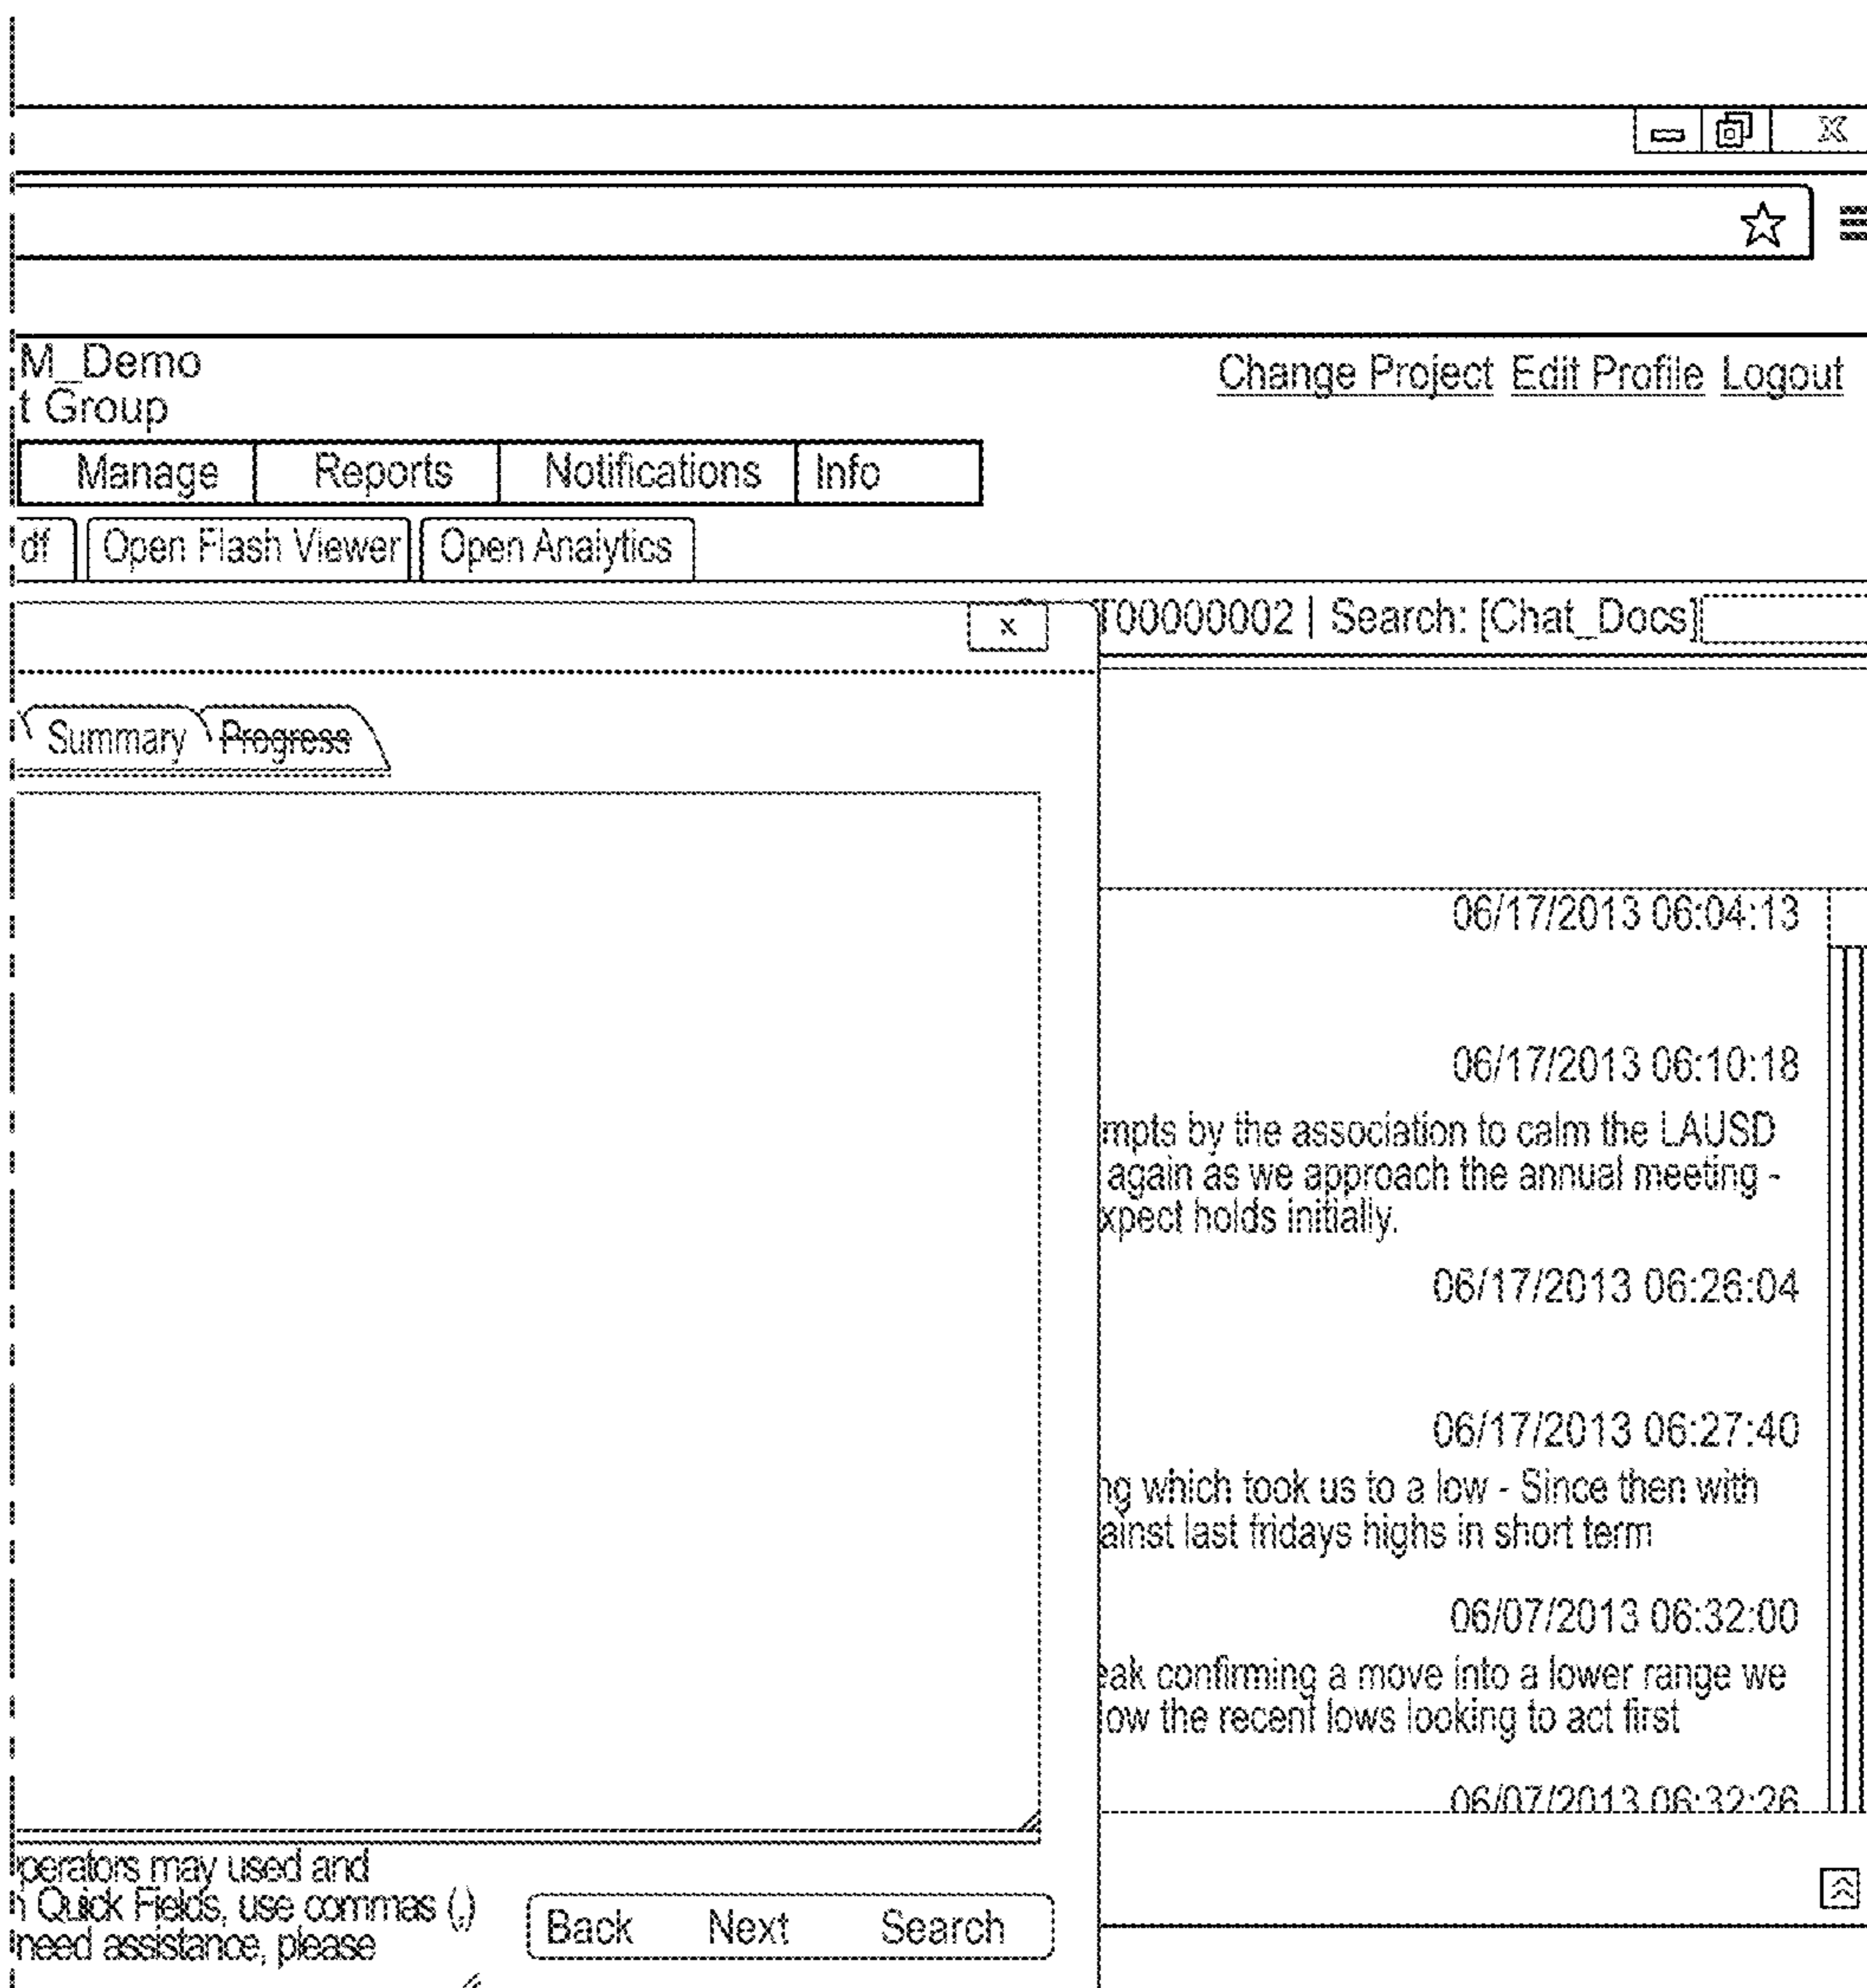 X
M_Demo
t Group
Change Project Edit Profile Logout
Manage Reports Notifications Info
df Open Flash Viewer Open Analytics
x
T00000002 | Search: [Chat_Docs]
Summary Progress
06/17/2013 06:04:13
06/17/2013 06:10:18
mpts by the association to calm the LAUSD
again as we approach the annual meeting -
xpect holds initially.
06/17/2013 06:26:04
06/17/2013 06:27:40
ng which took us to a low - Since then with
ainst last fridays highs in short term
06/07/2013 06:32:00
eak confirming a move into a lower range we
ow the recent lows looking to act first
06/07/2013 06:32:26
perators may used and
n Quick Fields, use commas (,)
need assistance, please
Back Next Search